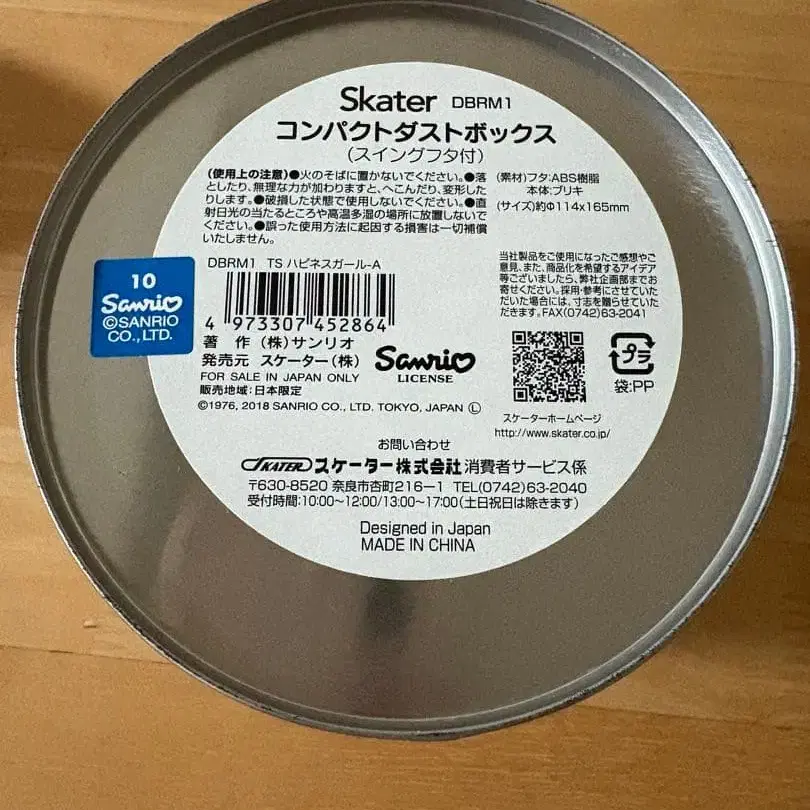 Skater DBRM1
コンパクトダストボックス
(スイングフタ付)
(使用上の注意)●火のそばに置かないでください。●落
としたり、無理な力が加わりますと、へこんだり、変形した
りします。●破損した状態で使用しないでください。●直
射日光の当たるところや高温多湿の場所に放置しないで
ください。●誤った使用方法に起因する損害は一切補償
いたしません。
(素材)フタ:ABS樹脂
本体:ブリキ
(サイズ)約Φ114x165mm
DBRM1 TS ハピネスガール-A
4 973307 452864
著 作 (株)サンリオ
発売元 スケーター(株)
FOR SALE IN JAPAN ONLY
販売地域:日本限定
©1976, 2018 SANRIO CO., LTD. TOKYO, JAPAN Ⓛ
Sanrio
LICENSE
10
Sanrio
©SANRIO
CO., LTD.
当社製品をご使用になったご感想やご
意見、また、商品化を希望するアイデア
等ございましたら、弊社企画部までお
寄せください。採用・参考にさせていた
だいた場合には、寸志を贈らせていた
だきます。FAX(0742)63-2041
プラ
袋:PP
スケーターホームページ
http://www.skater.co.jp/
お問い合わせ
SKATER スケーター株式会社 消費者サービス係
〒630-8520 奈良市杏町216-1 TEL(0742)63-2040
受付時間:10:00~12:00/13:00~17:00(土日祝日は除きます)
Designed in Japan
MADE IN CHINA